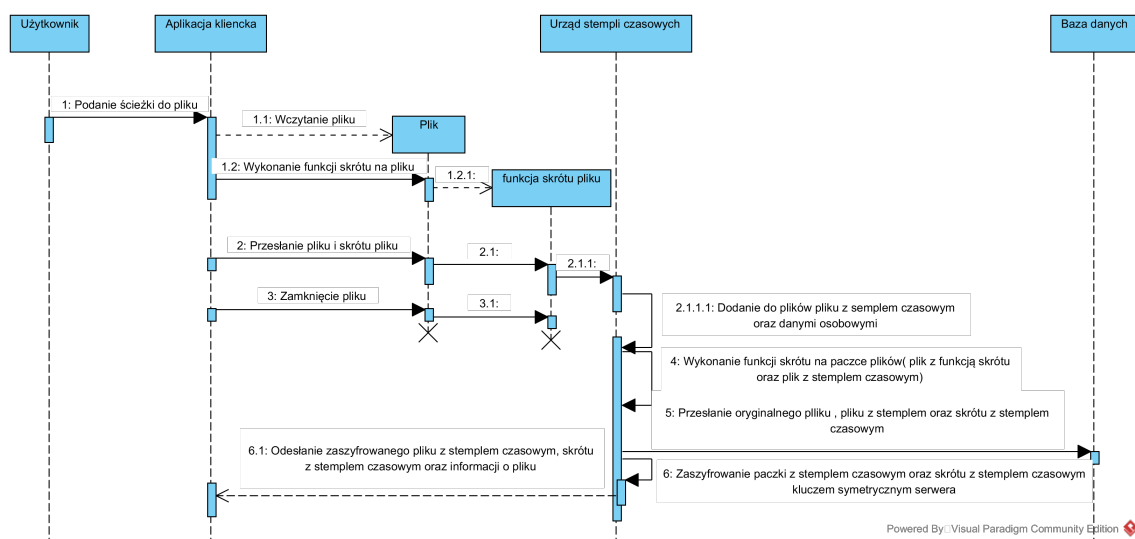 Użytkownik
Aplikacja kliencka
Urząd stempli czasowych
Baza danych
1: Podanie ścieżki do pliku
1.1: Wczytanie pliku
Plik
1.2: Wykonanie funkcji skrótu na pliku
1.2.1:
funkcja skrótu pliku
2: Przesłanie pliku i skrótu pliku
2.1:
2.1.1:
3: Zamknięcie pliku
3.1:
2.1.1.1: Dodanie do plików pliku z semplem czasowym
oraz danymi osobowymi
4: Wykonanie funkcji skrótu na paczce plików( plik z funkcją skrótu
oraz plik z stemplem czasowym)
5: Przesłanie oryginalnego plliku , pliku z stemplem oraz skrótu z stemplem
czasowym
6.1: Odesłanie zaszyfrowanego pliku z stemplem czasowym, skrótu
z stemplem czasowym oraz informacji o pliku
6: Zaszyfrowanie paczki z stemplem czasowym oraz skrótu z stemplem czasowym
kluczem symetrycznym serwera
Powered By Visual Paradigm Community Edition